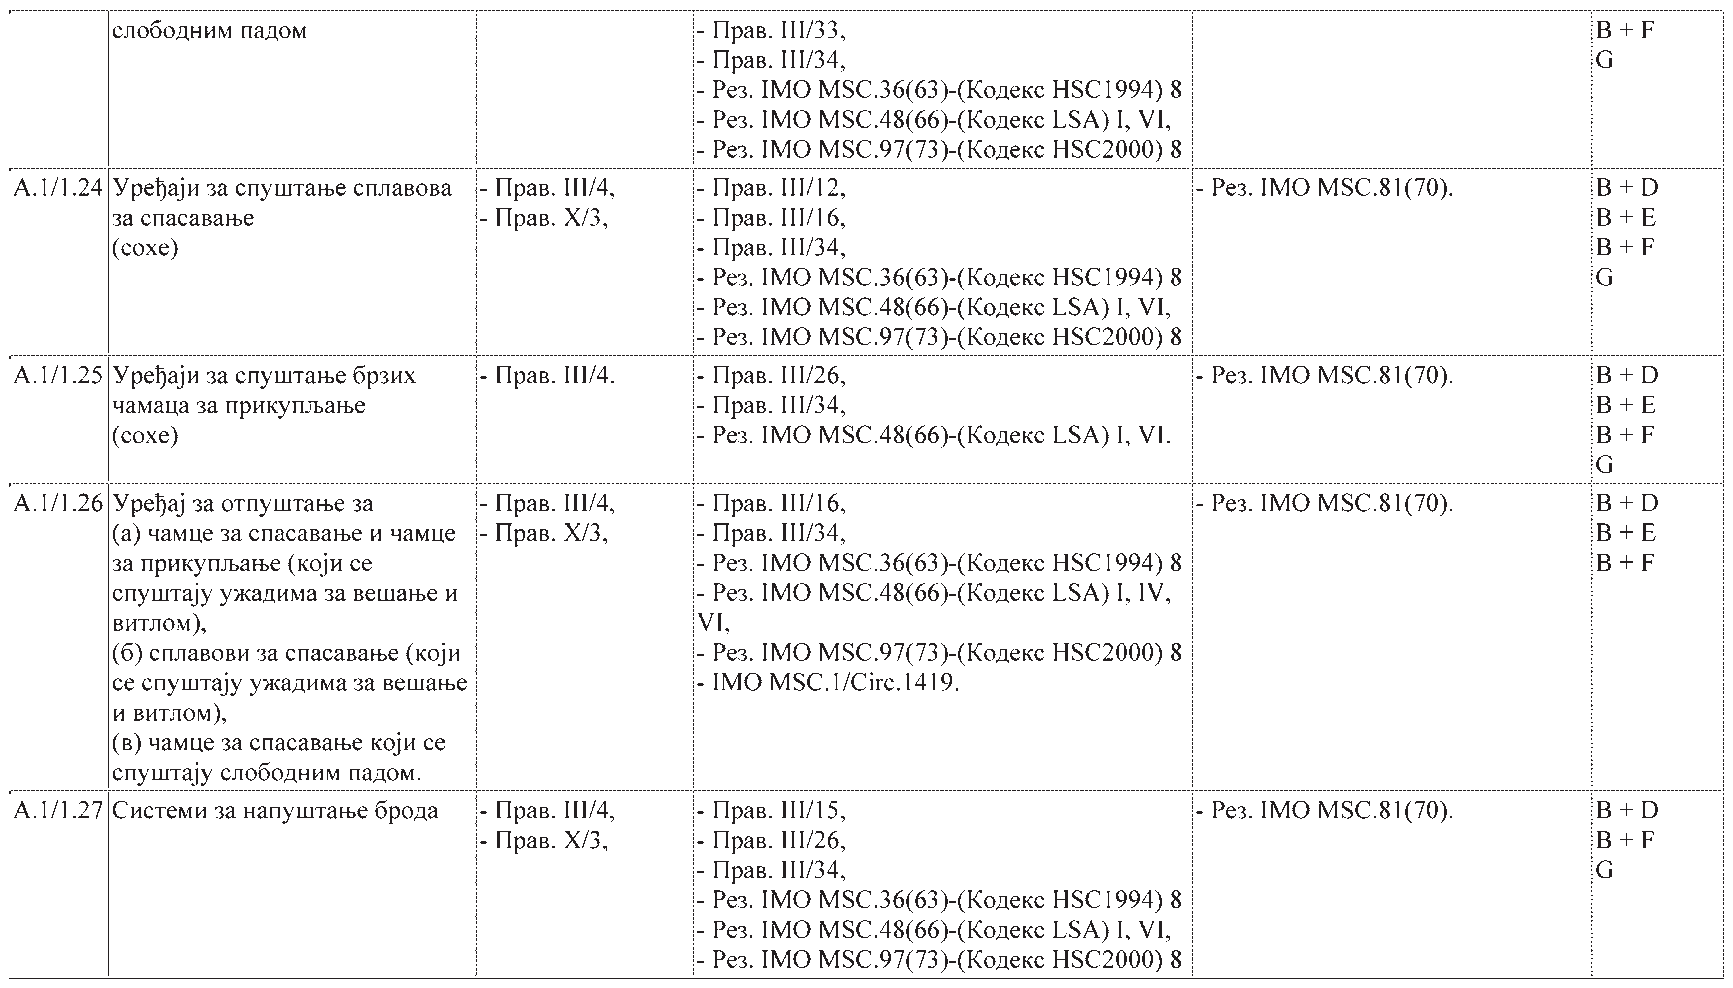 слободним падом
- Прав. III/33,
- Прав. III/34,
- Рез. IMO MSC.36(63)-(Кодекс HSC1994) 8
- Рез. IMO MSC.48(66)-(Кодекс LSA) I, VI,
- Рез. IMO MSC.97(73)-(Кодекс HSC2000) 8
B + F
G
А.1/1.24
Уређаји за спуштање сплавова
за спасавање
(сохе)
- Прав. III/4,
- Прав. X/3,
- Прав. III/12,
- Прав. III/16,
- Прав. III/34,
- Рез. IMO MSC.36(63)-(Кодекс HSC1994) 8
- Рез. IMO MSC.48(66)-(Кодекс LSA) I, VI,
- Рез. IMO MSC.97(73)-(Кодекс HSC2000) 8
- Рез. IMO MSC.81(70).
B + D
B + E
B + F
G
А.1/1.25
Уређаји за спуштање брзих
чамаца за прикупљање
(сохе)
- Прав. III/4.
- Прав. III/26,
- Прав. III/34,
- Рез. IMO MSC.48(66)-(Кодекс LSA) I, VI.
- Рез. IMO MSC.81(70).
B + D
B + E
B + F
G
А.1/1.26
Уређај за отпуштање за
(а) чамце за спасавање и чамце
за прикупљање (који се
спуштају ужадима за вешање и
витлом),
(б) сплавови за спасавање (који
се спуштају ужадима за вешање
и витлом),
(в) чамце за спасавање који се
спуштају слободним падом.
- Прав. III/4,
- Прав. X/3,
- Прав. III/16,
- Прав. III/34,
- Рез. IMO MSC.36(63)-(Кодекс HSC1994) 8
- Рез. IMO MSC.48(66)-(Кодекс LSA) I, IV,
VI,
- Рез. IMO MSC.97(73)-(Кодекс HSC2000) 8
- IMO MSC.1/Circ.1419.
- Рез. IMO MSC.81(70).
B + D
B + E
B + F
А.1/1.27
Системи за напуштање брода
- Прав. III/4,
- Прав. X/3,
- Прав. III/15,
- Прав. III/26,
- Прав. III/34,
- Рез. IMO MSC.36(63)-(Кодекс HSC1994) 8
- Рез. IMO MSC.48(66)-(Кодекс LSA) I, VI,
- Рез. IMO MSC.97(73)-(Кодекс HSC2000) 8
- Рез. IMO MSC.81(70).
B + D
B + F
G